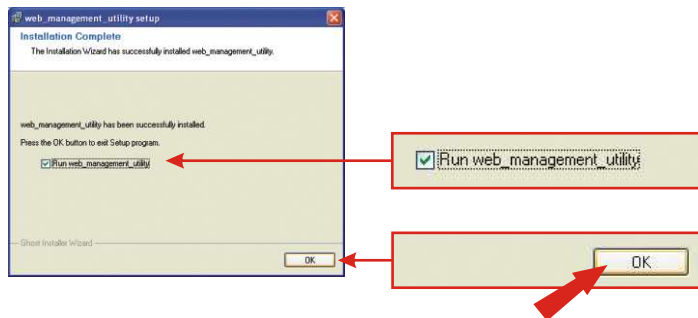 web_management_utility setup
Installation Complete
The Installation Wizard has successfully installed web_management_utility.
web_management_utility has been successfully installed.
Press the OK button to exit Setup program.
Run web_management_utility
Ghost Installer Wizard
OK
Run web_management_utility
OK